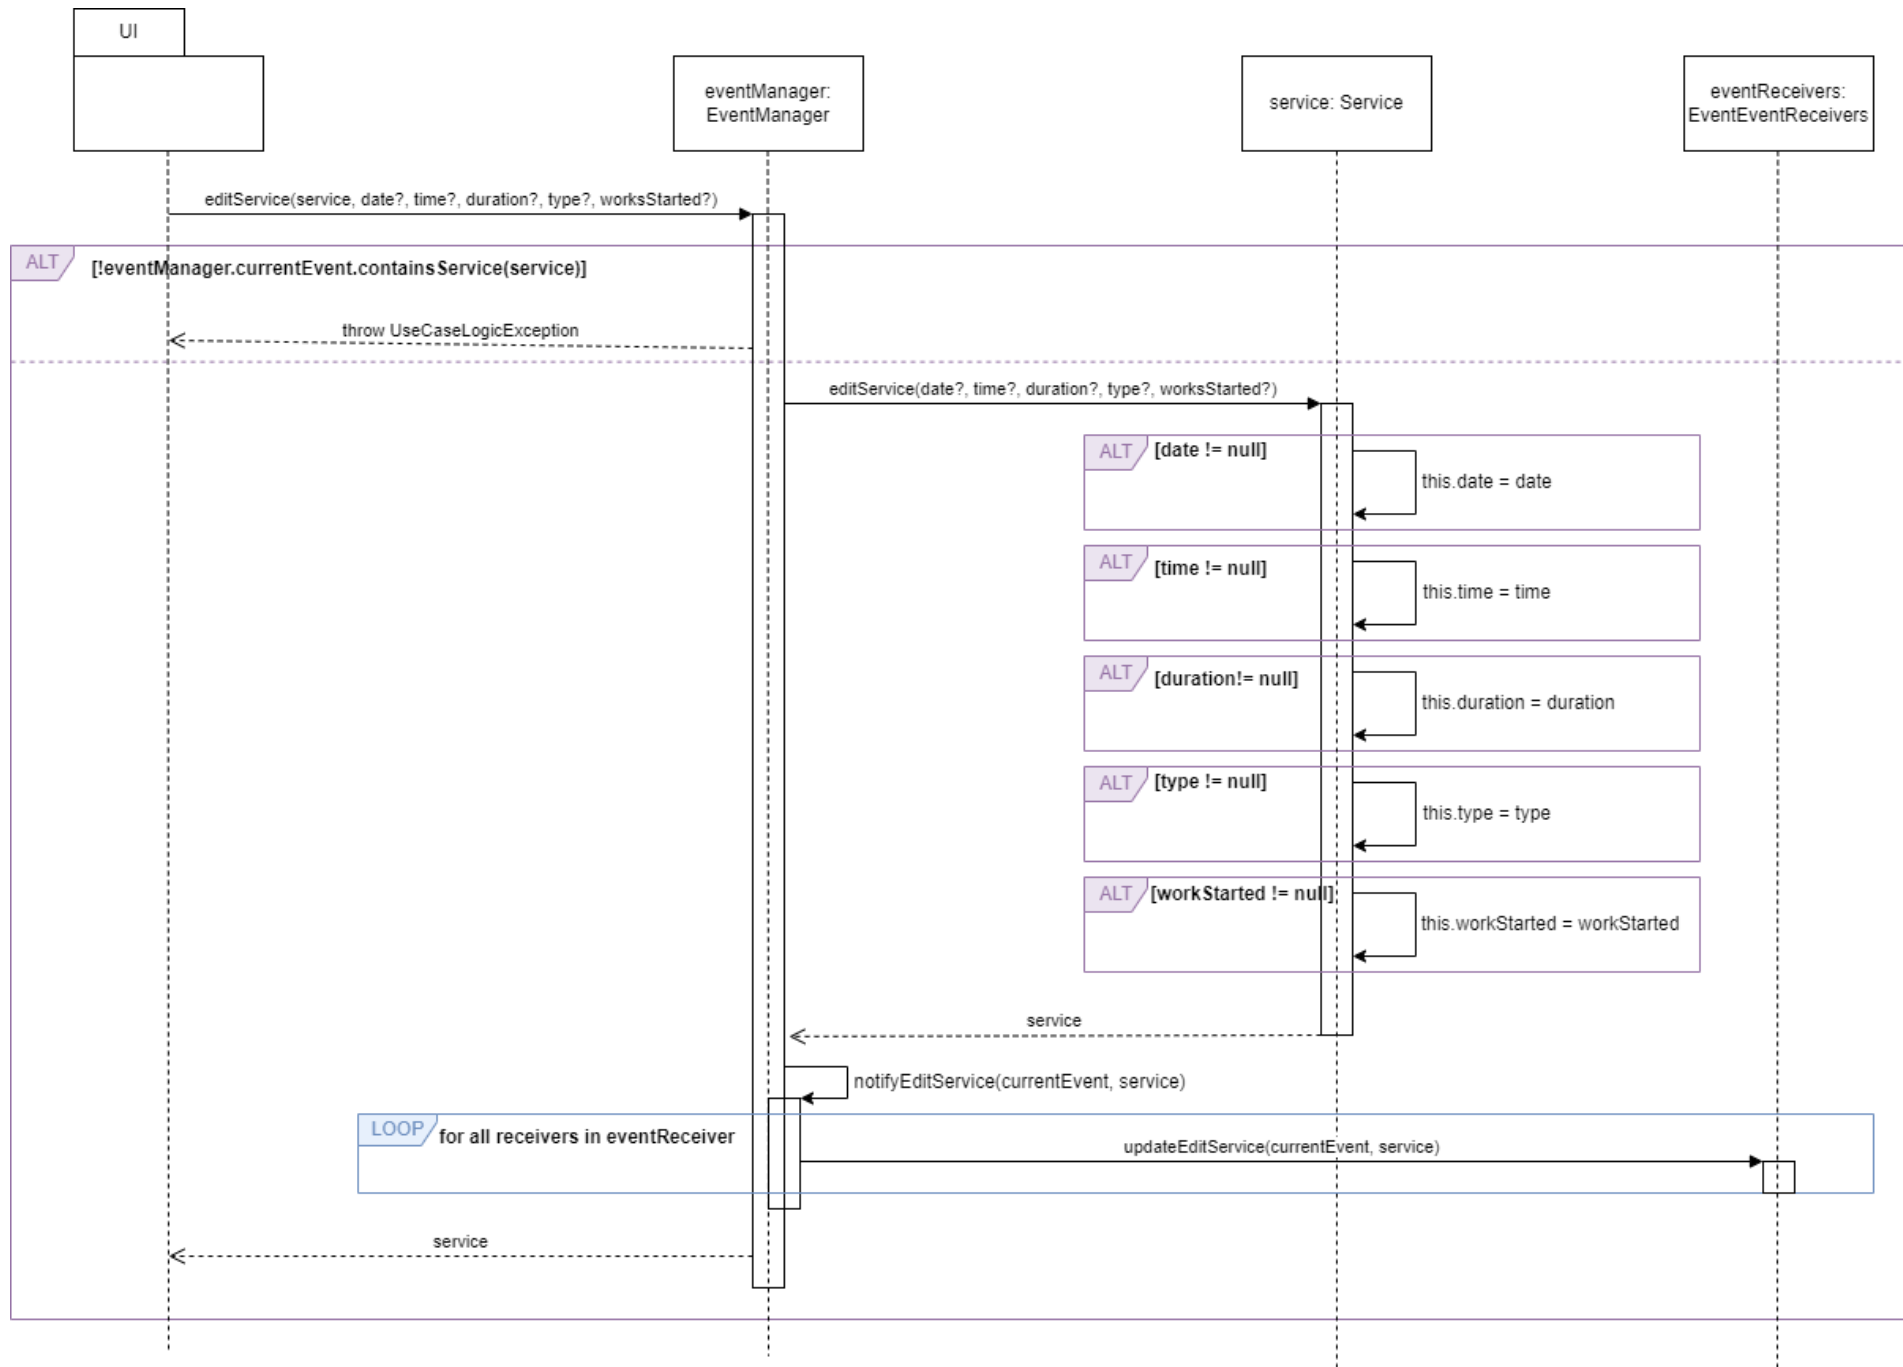 UI
eventManager:
EventManager
service: Service
eventReceivers:
EventEventReceivers
editService(service, date?, time?, duration?, type?, worksStarted?)
ALT
[!eventManager.currentEvent.containsService(service)]
throw UseCaseLogicException
editService(date?, time?, duration?, type?, worksStarted?)
ALT
[date != null]
this.date = date
ALT
[time != null]
this.time = time
ALT
[duration!= null]
this.duration = duration
ALT
[type != null]
this.type = type
ALT
[workStarted != null]
this.workStarted = workStarted
service
notifyEditService(currentEvent, service)
LOOP
for all receivers in eventReceiver
updateEditService(currentEvent, service)
service